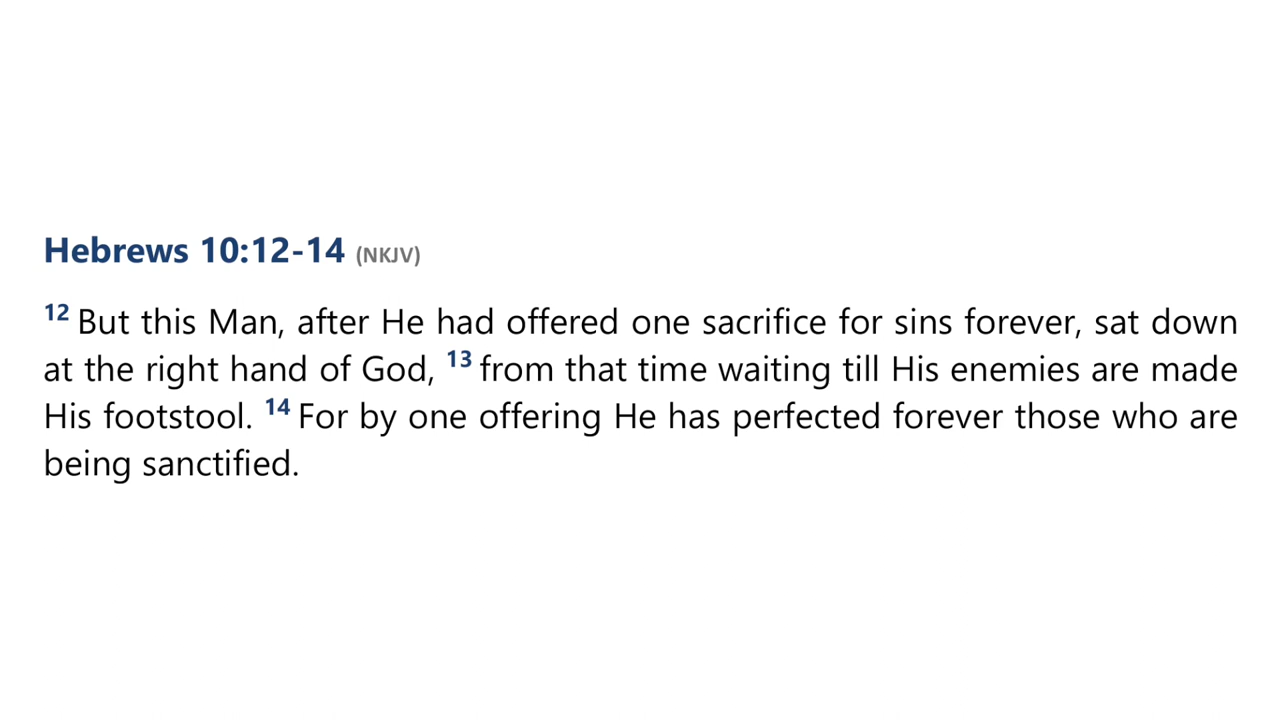 Hebrews 10:12-14 (NKJV)
12 But this Man, after He had offered one sacrifice for sins forever, sat down
at the right hand of God, 13 from that time waiting till His enemies are made
His footstool. 14 For by one offering He has perfected forever those who are
being sanctified.